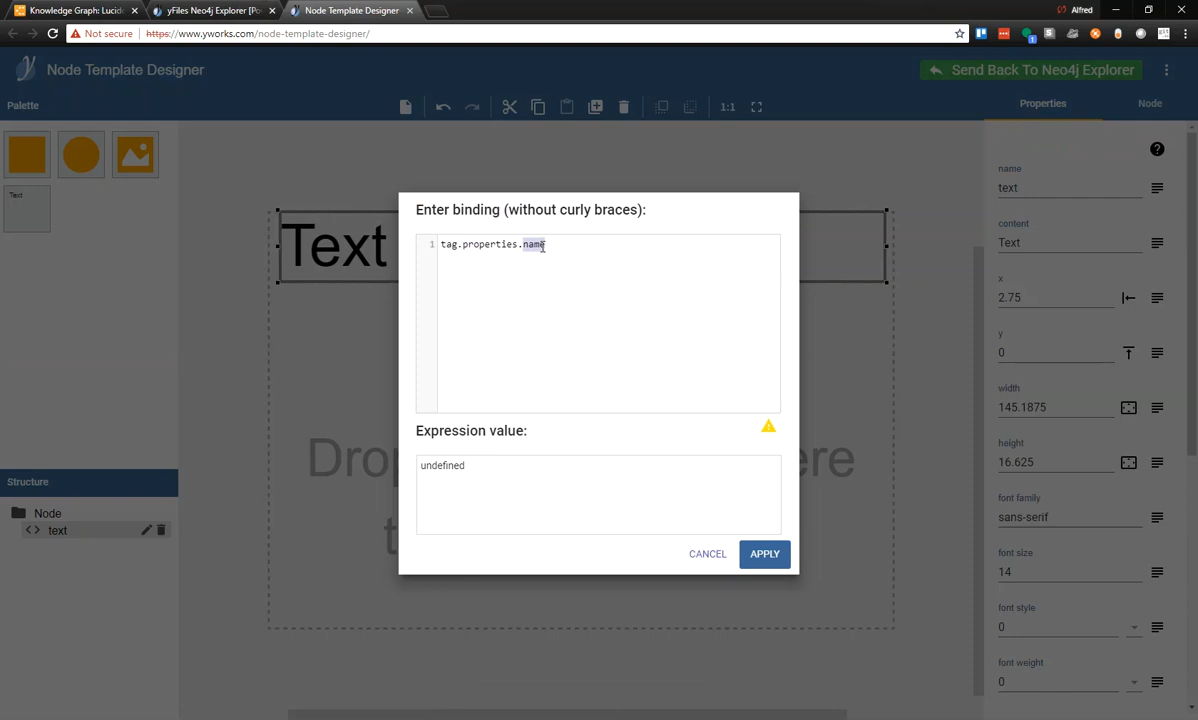 Knowledge Graph: Lucid
yFiles Neo4j Explorer [Po
Node Template Designer
Alfred
Not secure
https://www.yworks.com/node-template-designer/
Node Template Designer
Send Back To Neo4j Explorer
Palette
1:1
Properties
Node
Text
Text
name
text
content
Text
x
2.75
y
0
width
145.1875
height
16.625
font family
sans-serif
font size
14
font style
0
font weight
0
Enter binding (without curly braces):
1 tag.properties.name
Expression value:
undefined
CANCEL
APPLY
Structure
Node
text